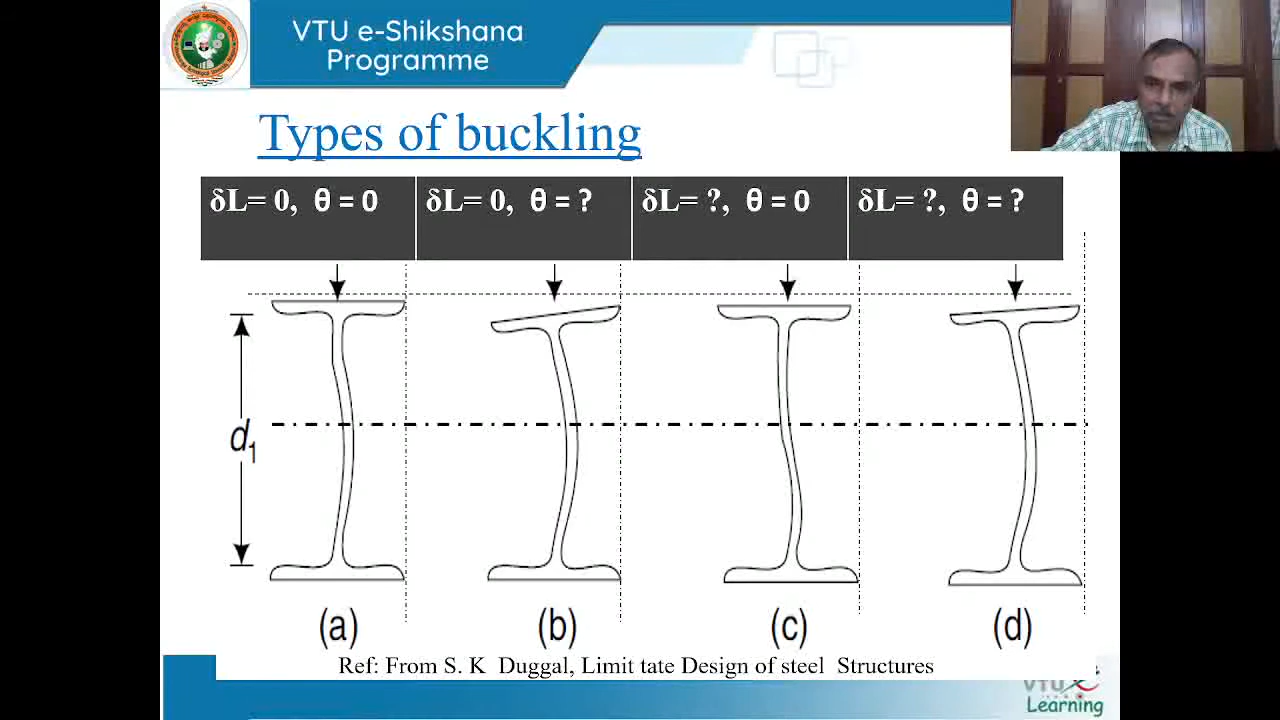 VTU e-Shikshana
Programme
Types of buckling
δL= 0, θ = 0
δL= 0, θ = ?
δL= ?, θ = 0
δL= ?, θ = ?
d1
(a)
(b)
(c)
(d)
Ref: From S. K Duggal, Limit tate Design of steel Structures
VTU
Learning